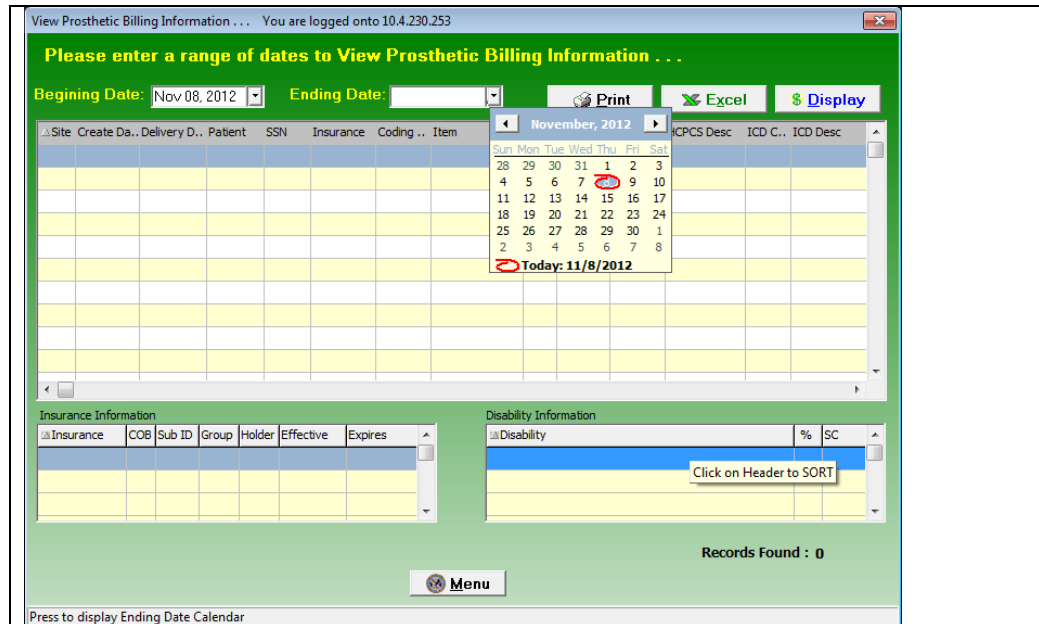 View Prosthetic Billing Information . . .    You are logged onto 10.4.230.253
Please enter a range of dates to View Prosthetic Billing Information . . .
Begining Date: Nov 08, 2012 Ending Date: Print Excel $ Display
Site Create Da.. Delivery D.. Patient SSN Insurance Coding .. Item HCPCS Desc ICD C.. ICD Desc
November, 2012
Sun Mon Tue Wed Thu Fri Sat
28 29 30 31 1 2 3
4 5 6 7 8 9 10
11 12 13 14 15 16 17
18 19 20 21 22 23 24
25 26 27 28 29 30 1
2 3 4 5 6 7 8
Today: 11/8/2012
Insurance Information
Insurance COB Sub ID Group Holder Effective Expires
Disability Information
Disability % SC
Click on Header to SORT
Records Found : 0
Menu
Press to display Ending Date Calendar